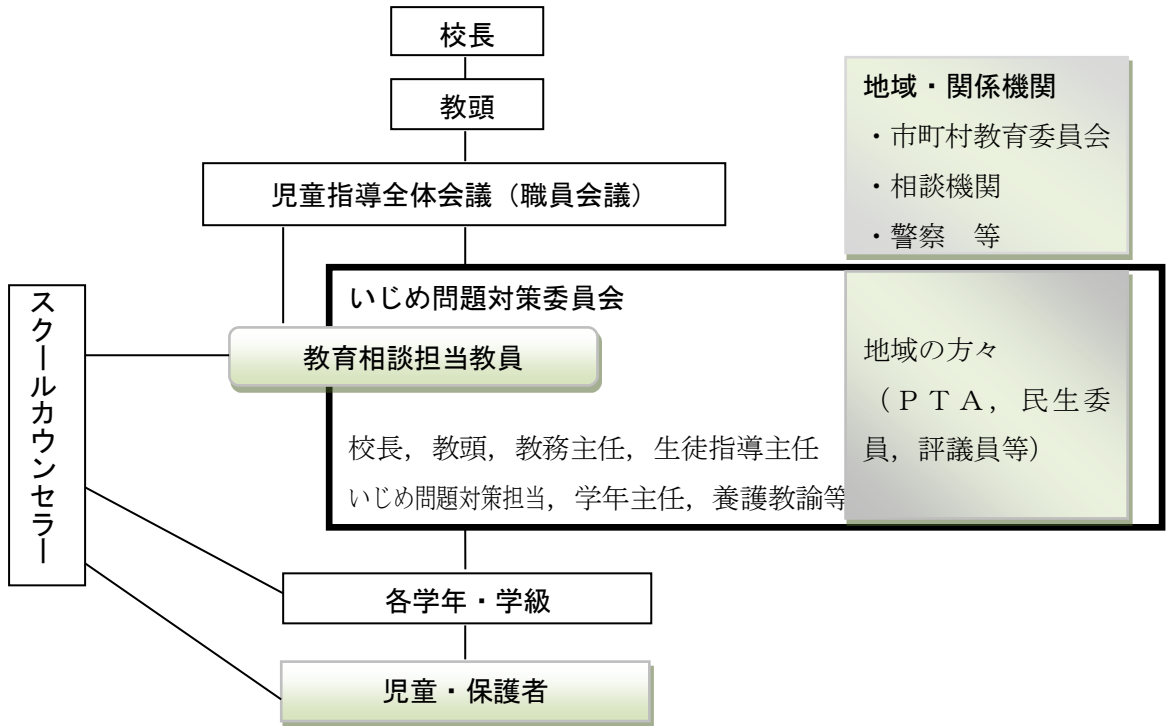 校長
教頭
児童指導全体会議（職員会議）
地域・関係機関
・市町村教育委員会
・相談機関
・警察　等
スクールカウンセラー
いじめ問題対策委員会
教育相談担当教員
校長，教頭，教務主任，生徒指導主任
いじめ問題対策担当，学年主任，養護教諭等
地域の方々
（ＰＴＡ，民生委
員，評議員等）
各学年・学級
児童・保護者